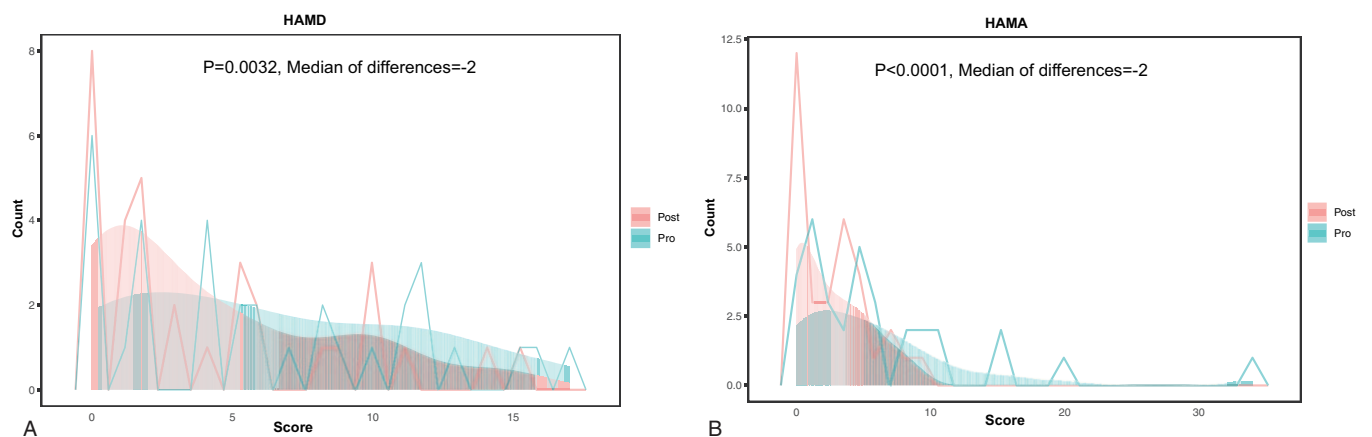 HAMD
P=0.0032, Median of differences=-2
Count
8
6
4
2
0
0
5
10
15
Score
Post
Pro
A
HAMA
P<0.0001, Median of differences=-2
Count
12.5
10.0
7.5
5.0
2.5
0.0
0
10
20
30
Score
Post
Pro
B